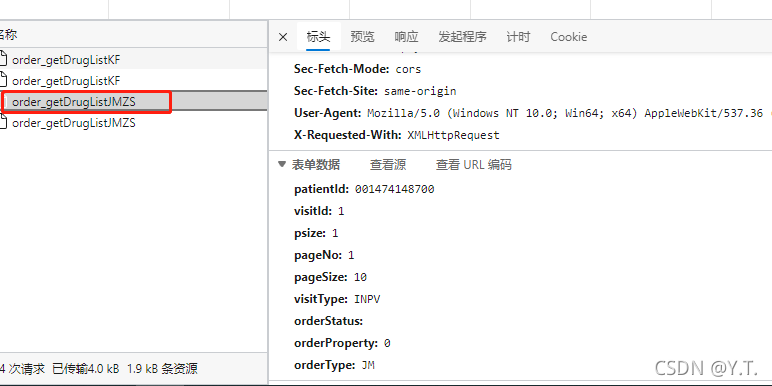 名称
order_getDrugListKF
order_getDrugListKF
order_getDrugListJMZS
order_getDrugListJMZS
4 次请求 已传输4.0 kB 1.9 kB 条资源
× 标头 预览 响应 发起程序 计时 Cookie
Sec-Fetch-Mode: cors
Sec-Fetch-Site: same-origin
User-Agent: Mozilla/5.0 (Windows NT 10.0; Win64; x64) AppleWebKit/537.36
X-Requested-With: XMLHttpRequest
▼ 表单数据 查看源 查看 URL 编码
patientId: 001474148700
visitId: 1
psize: 1
pageNo: 1
pageSize: 10
visitType: INPV
orderStatus:
orderProperty: 0
orderType: JM
CSDN @Y.T.